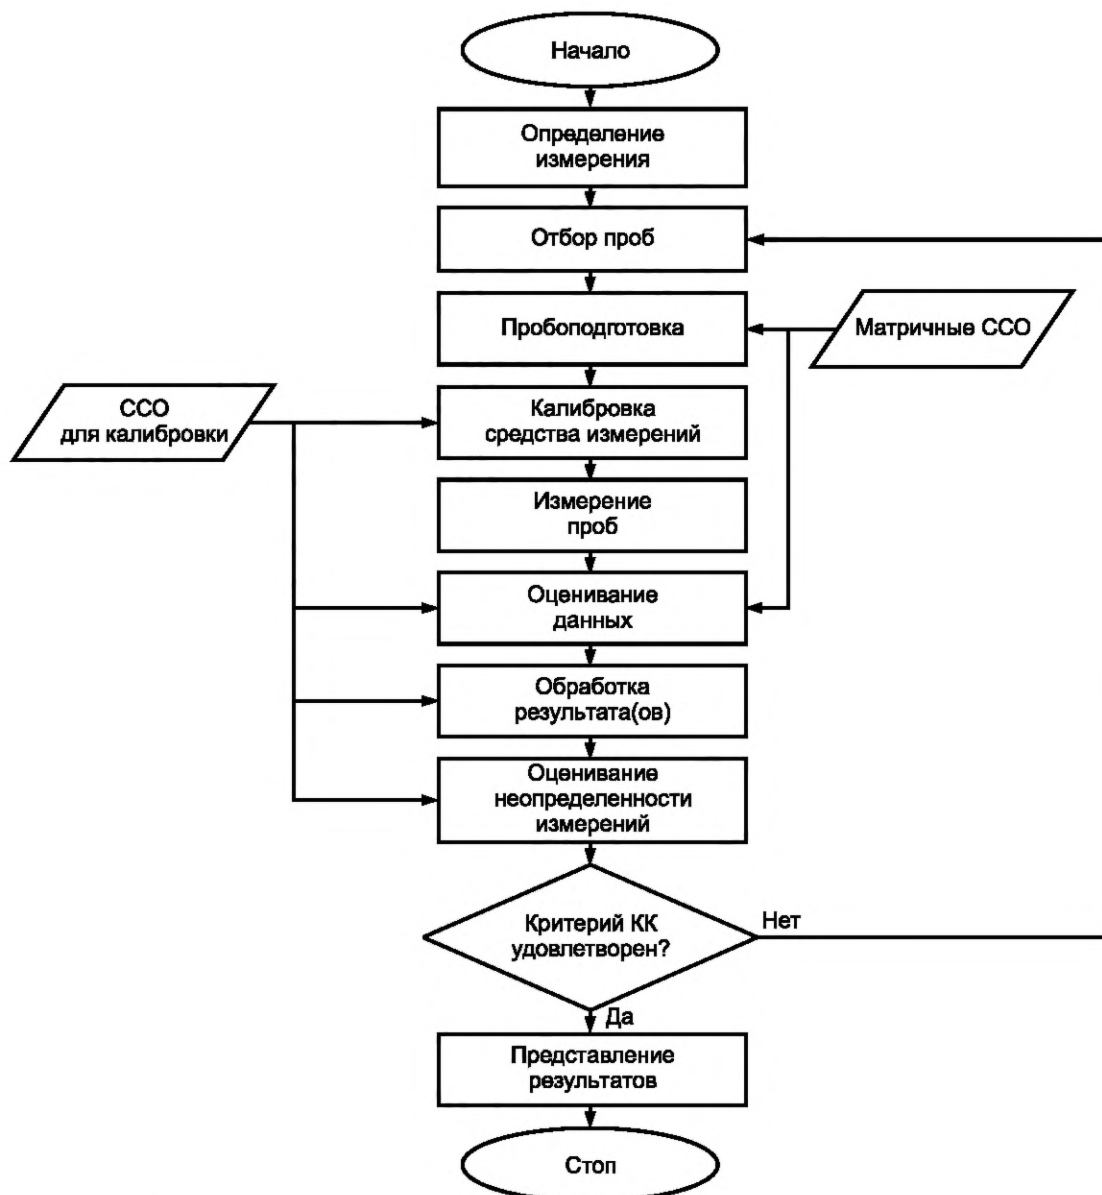 Начало
Определение
измерения
Отбор проб
Пробоподготовка
Матричные ССО
ССО
для калибровки
Калибровка
средства измерений
Измерение
проб
Оценивание
данных
Обработка
результата(ов)
Оценивание
неопределенности
измерений
Критерий КК
удовлетворен?
Нет
Да
Представление
результатов
Стоп